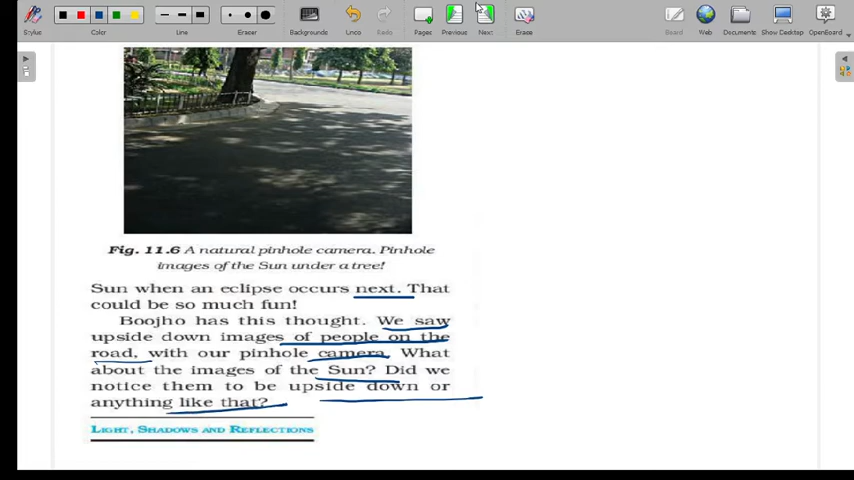 Stylus
Color
Line
Eraser
Backgrounds
Undo
Redo
Pages
Previous
Next
Erase
Board
Web
Documents
Show Desktop
OpenBoard
Fig. 11.6 A natural pinhole camera. Pinhole
images of the Sun under a tree!
Sun when an eclipse occurs next. That
could be so much fun!
Boojho has this thought. We saw
upside down images of people on the
road, with our pinhole camera. What
about the images of the Sun? Did we
notice them to be upside down or
anything like that?
Light, Shadows and Reflections